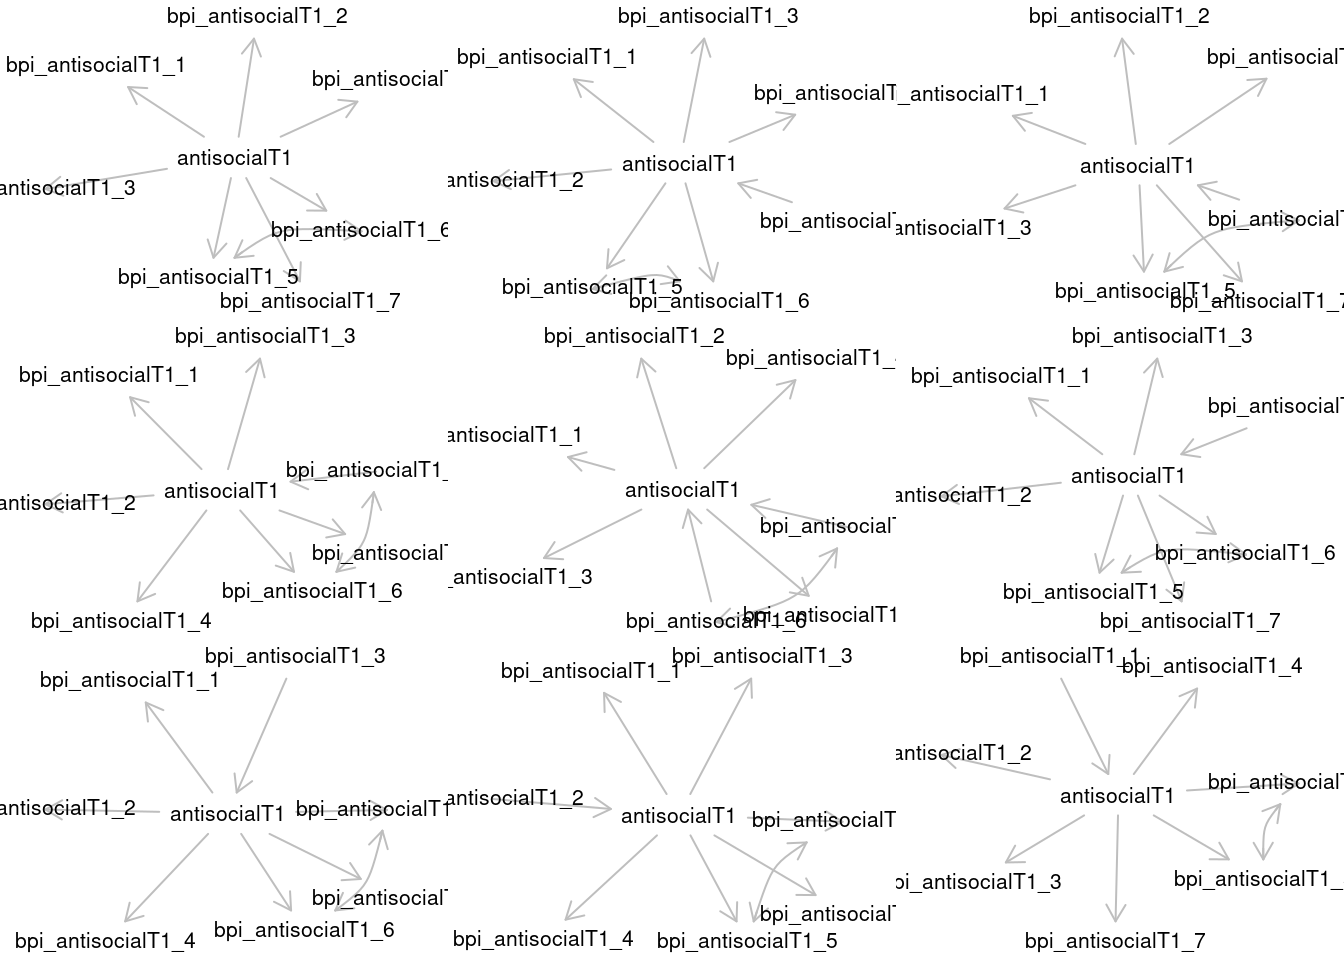 bpi_antisocialT1_2
bpi_antisocialT1_1
bpi_antisocialT
antisocialT1
antisocialT1_3
bpi_antisocialT1_6
bpi_antisocialT1_5
bpi_antisocialT1_7
bpi_antisocialT1_3
bpi_antisocialT1_1
bpi_antisocialT
antisocialT1
antisocialT1_2
bpi_antisocialT
bpi_antisocialT1_5
bpi_antisocialT1_6
bpi_antisocialT1_2
bpi_antisocialT
_antisocialT1_1
antisocialT1
bpi_antisocialT
antisocialT1_3
bpi_antisocialT1_5
bpi_antisocialT1_7
bpi_antisocialT1_3
bpi_antisocialT1_1
bpi_antisocialT1_
antisocialT1
antisocialT1_2
bpi_antisocialT
bpi_antisocialT1_6
bpi_antisocialT1_4
bpi_antisocialT1_2
bpi_antisocialT1_
antisocialT1_1
antisocialT1
bpi_antisocialT
_antisocialT1_3
bpi_antisocialT1_6
bpi_antisocialT1
bpi_antisocialT1_3
bpi_antisocialT1_1
bpi_antisocialT
antisocialT1
antisocialT1_2
bpi_antisocialT1_6
bpi_antisocialT1_5
bpi_antisocialT1_7
bpi_antisocialT1_3
bpi_antisocialT1_1
antisocialT1_2
antisocialT1
bpi_antisocialT1
bpi_antisocialT
bpi_antisocialT1_6
bpi_antisocialT1_4
bpi_antisocialT1_3
bpi_antisocialT1_1
antisocialT1_2
antisocialT1
bpi_antisocialT
bpi_antisocialT
bpi_antisocialT1_4
bpi_antisocialT1_5
bpi_antisocialT1_1
bpi_antisocialT1_4
antisocialT1_2
bpi_antisocialT
antisocialT1
pi_antisocialT1_3
bpi_antisocialT1_
bpi_antisocialT1_7